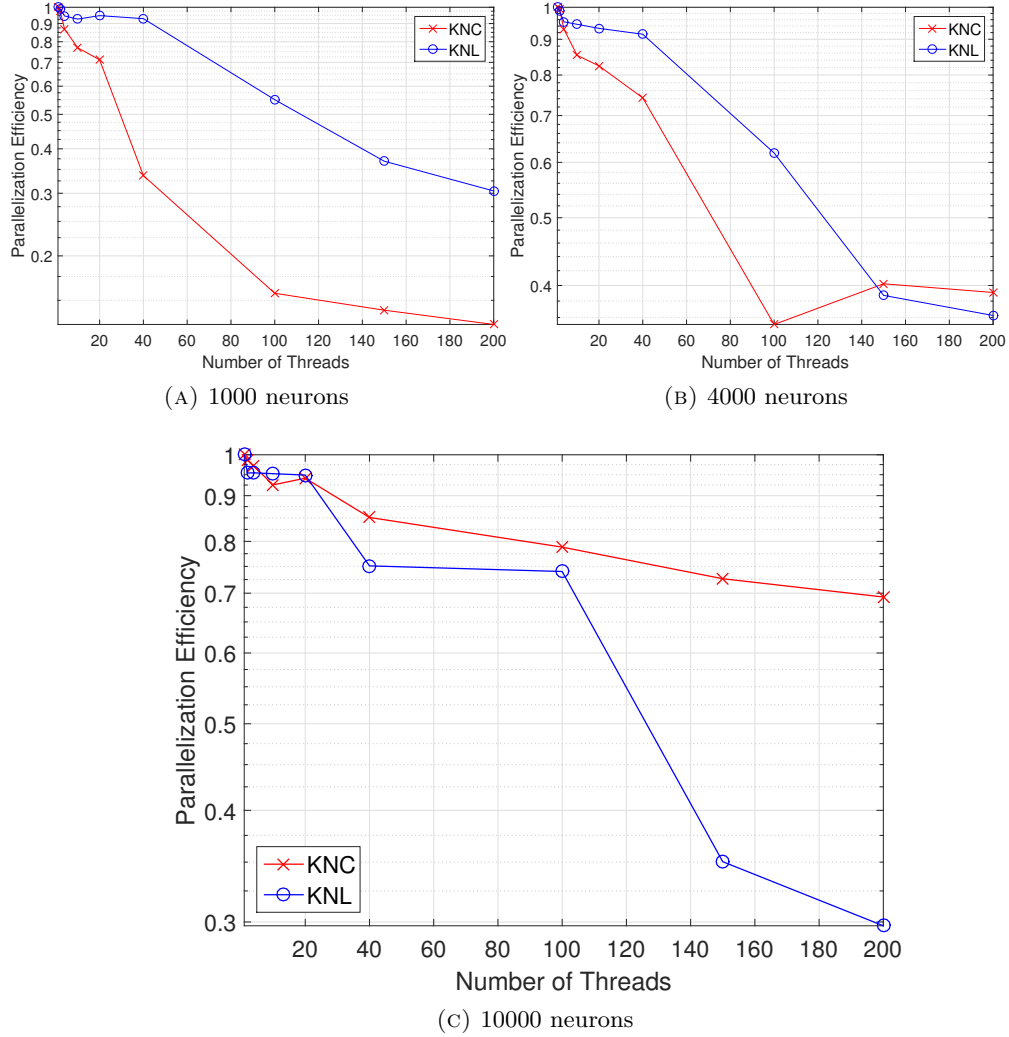 1
0.9
0.8
0.7
0.6
0.5
0.4
0.3
0.2
Parallelization Efficiency
KNC
KNL
20 40 60 80 100 120 140 160 180 200
Number of Threads
(A) 1000 neurons
1
0.9
0.8
0.7
0.6
0.5
0.4
Parallelization Efficiency
KNC
KNL
20 40 60 80 100 120 140 160 180 200
Number of Threads
(B) 4000 neurons
1
0.9
0.8
0.7
0.6
0.5
0.4
0.3
Parallelization Efficiency
KNC
KNL
20 40 60 80 100 120 140 160 180 200
Number of Threads
(C) 10000 neurons